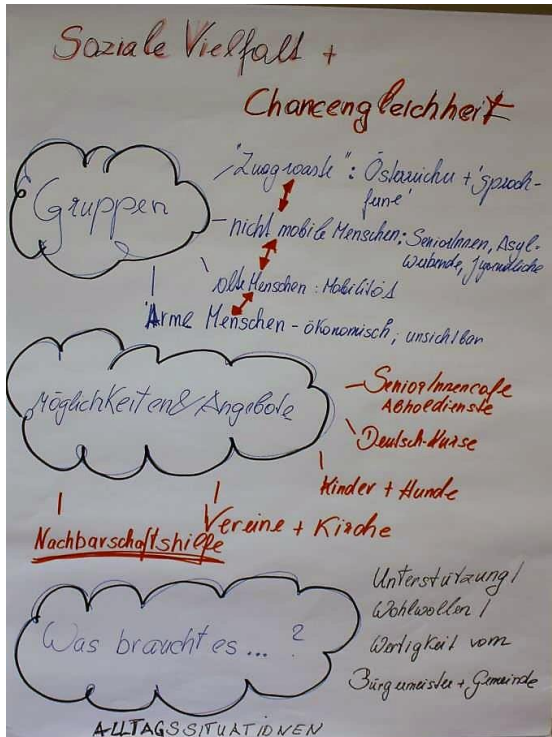 Soziale Vielfalt +
Chancengleichheit
Gruppen
"Zuagroaste": Österreicher + 'sprach-
ferne'
- nicht mobile Menschen: SeniorInnen, Asyl-
werbende, Jugendliche
alte Menschen: Mobilität
Arme Menschen - ökonomisch, unsichtbar
Möglichkeiten & Angebote
- SeniorInnencafe
Abholdienste
Deutsch-Kurse
Kinder + Hunde
Vereine + Kirche
Nachbarschaftshilfe
Was braucht es... ?
Unterstützung /
Wohlwollen /
Wertigkeit vom
Bürgermeister + Gemeinde
ALLTAGSSITUATIONEN